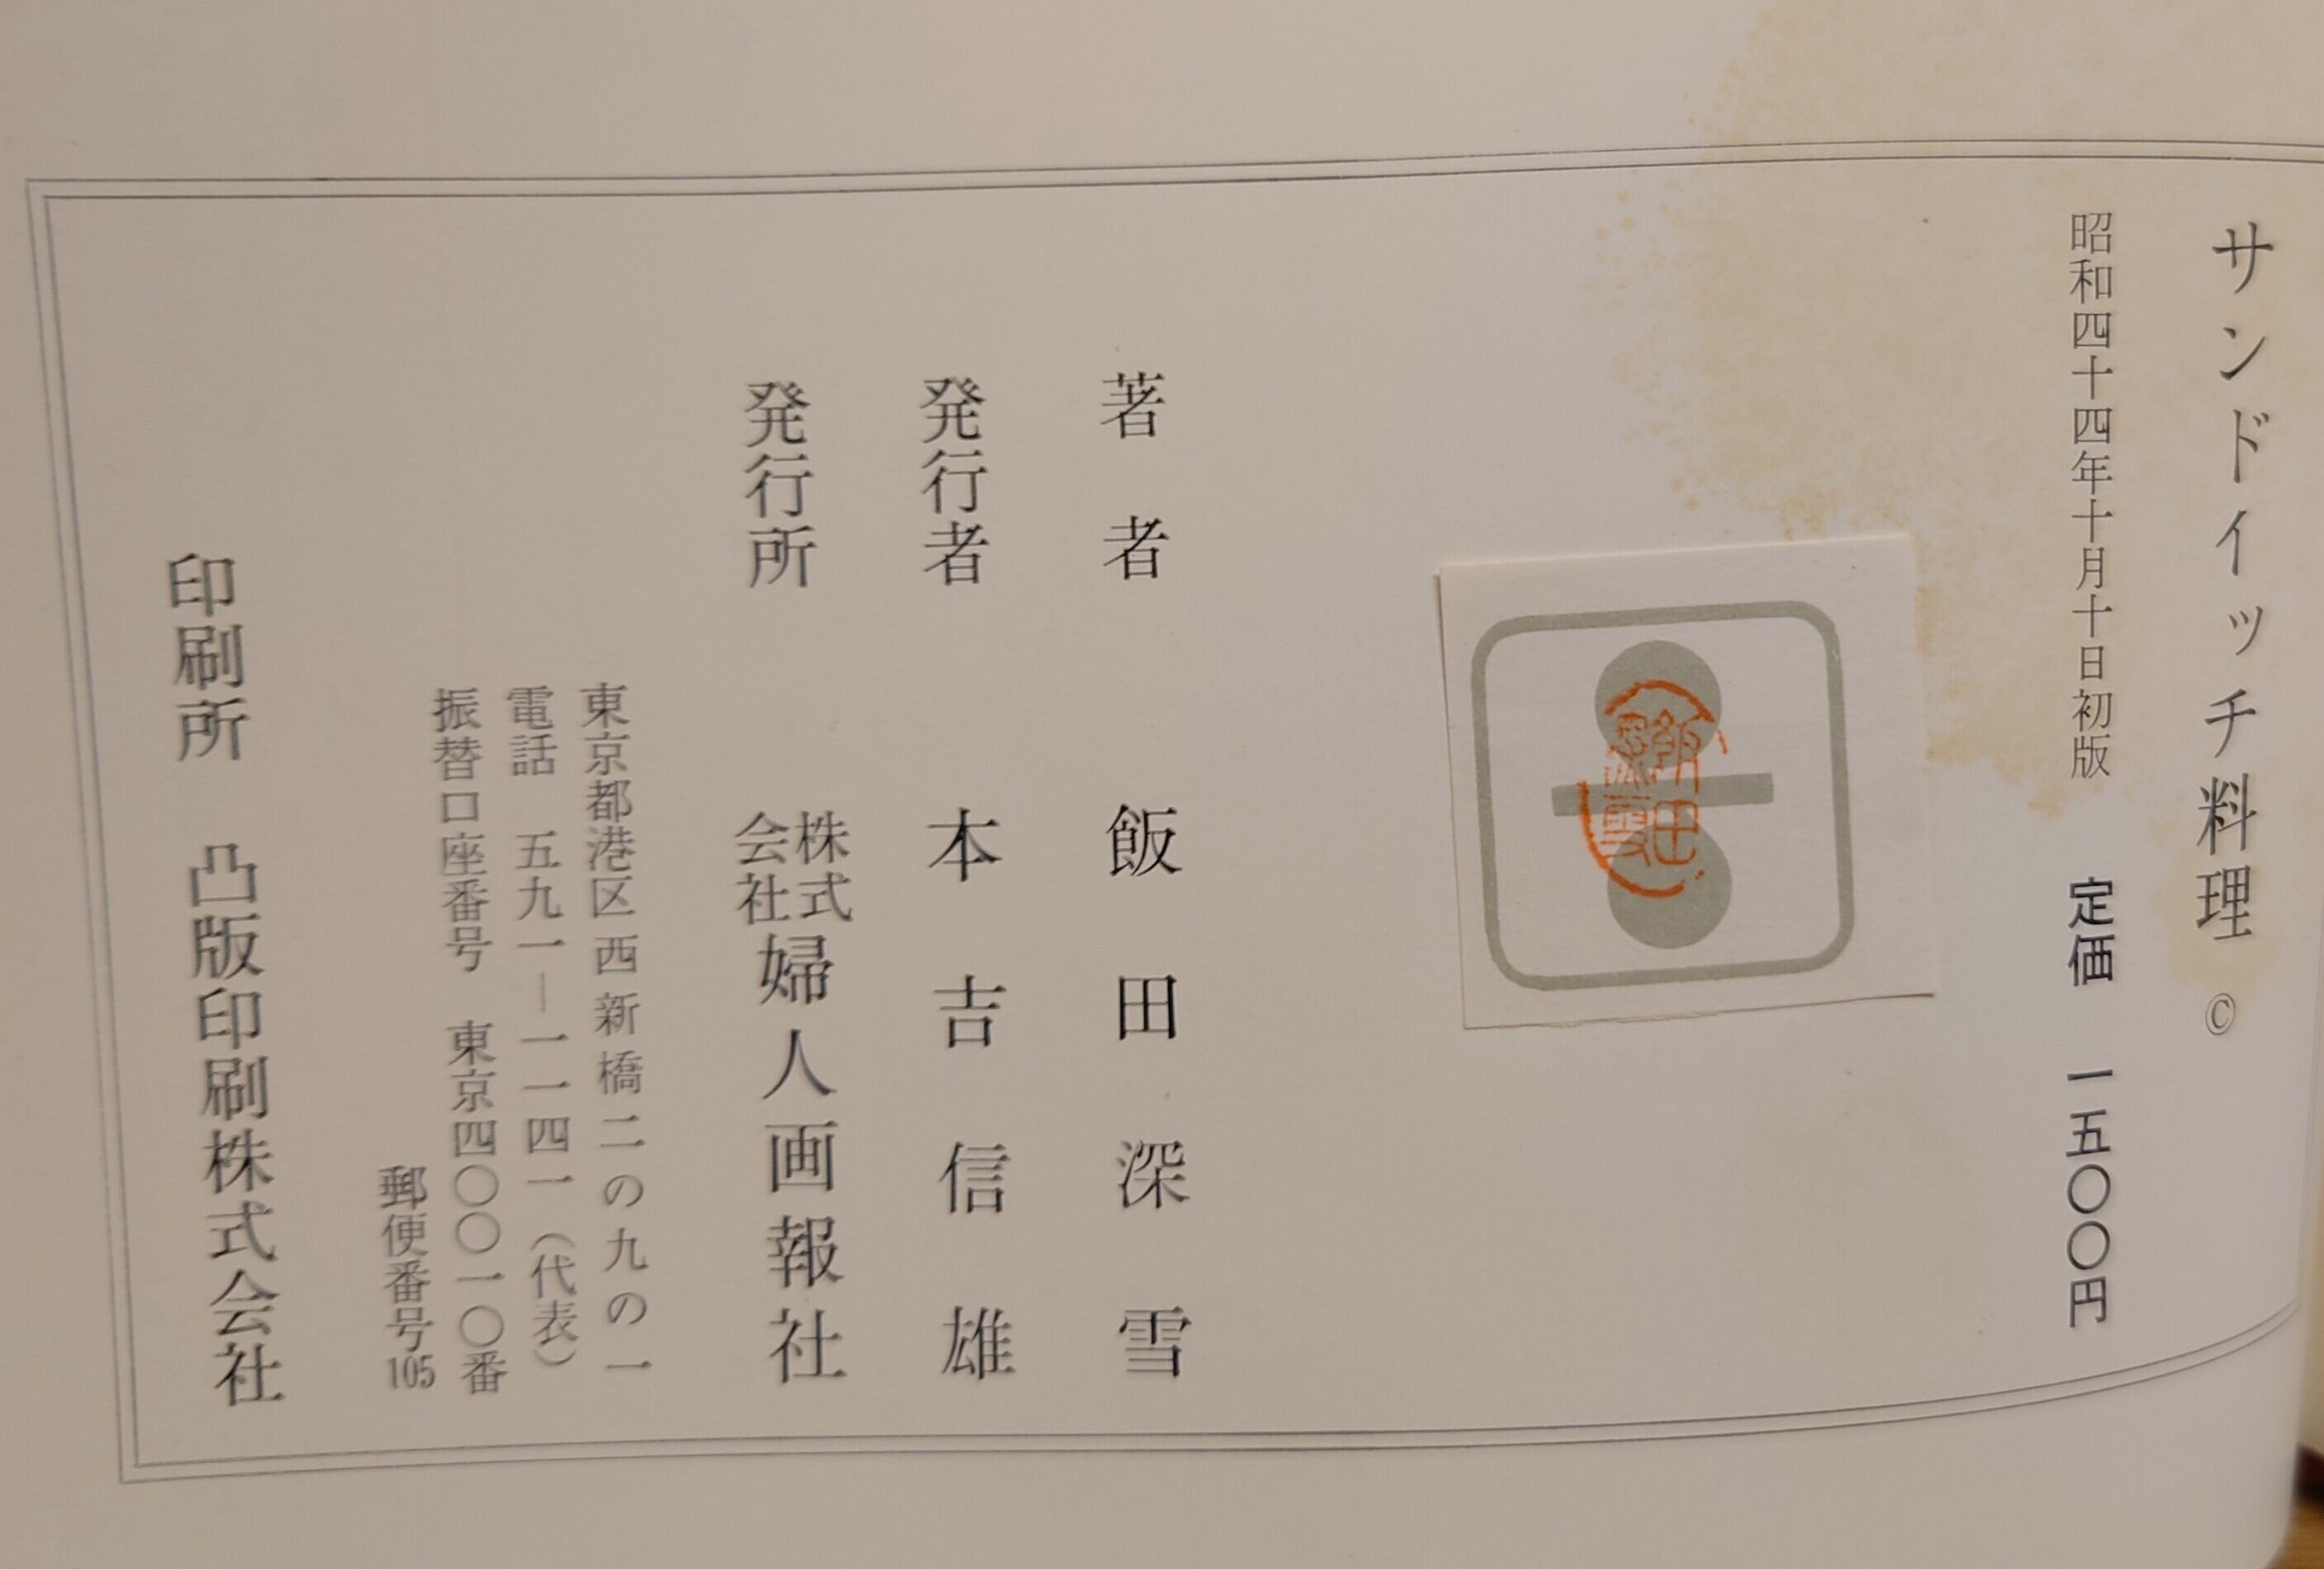 サンドイッチ料理 ©
昭和四十四年十月十日初版 定価 一五〇〇円
飯田
深雪
著者 飯田深雪
発行者 本吉信雄
発行所 株式会社 婦人画報社
東京都港区西新橋二の九の一
電話 五九一―一一四一(代表)
振替口座番号 東京四〇〇一〇番
郵便番号105
印刷所 凸版印刷株式会社